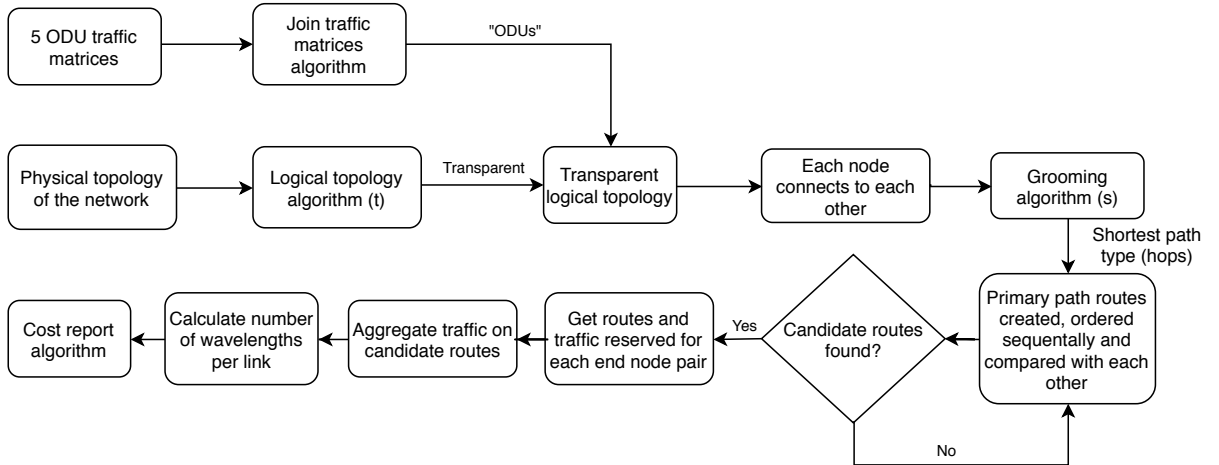 5 ODU traffic
matrices
Join traffic
matrices
algorithm
"ODUs"
Physical topology
of the network
Logical topology
algorithm (t)
Transparent
Transparent
logical topology
Each node
connects to each
other
Grooming
algorithm (s)
Shortest path
type (hops)
Primary path routes
created, ordered
sequentally and
compared with each
other
Candidate routes
found?
No
Yes
Get routes and
traffic reserved for
each end node pair
Aggregate traffic on
candidate routes
Calculate number
of wavelengths
per link
Cost report
algorithm